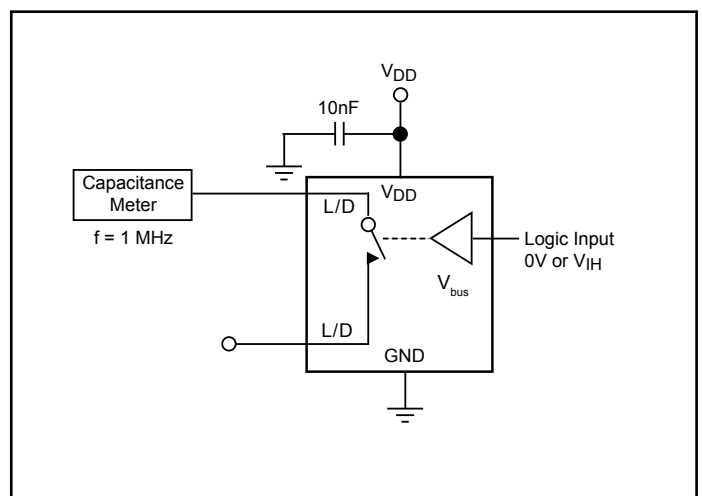 VDD
10nF
VDD
Capacitance
Meter
L/D
f = 1 MHz
Logic Input
0V or VIH
Vbus
L/D
GND